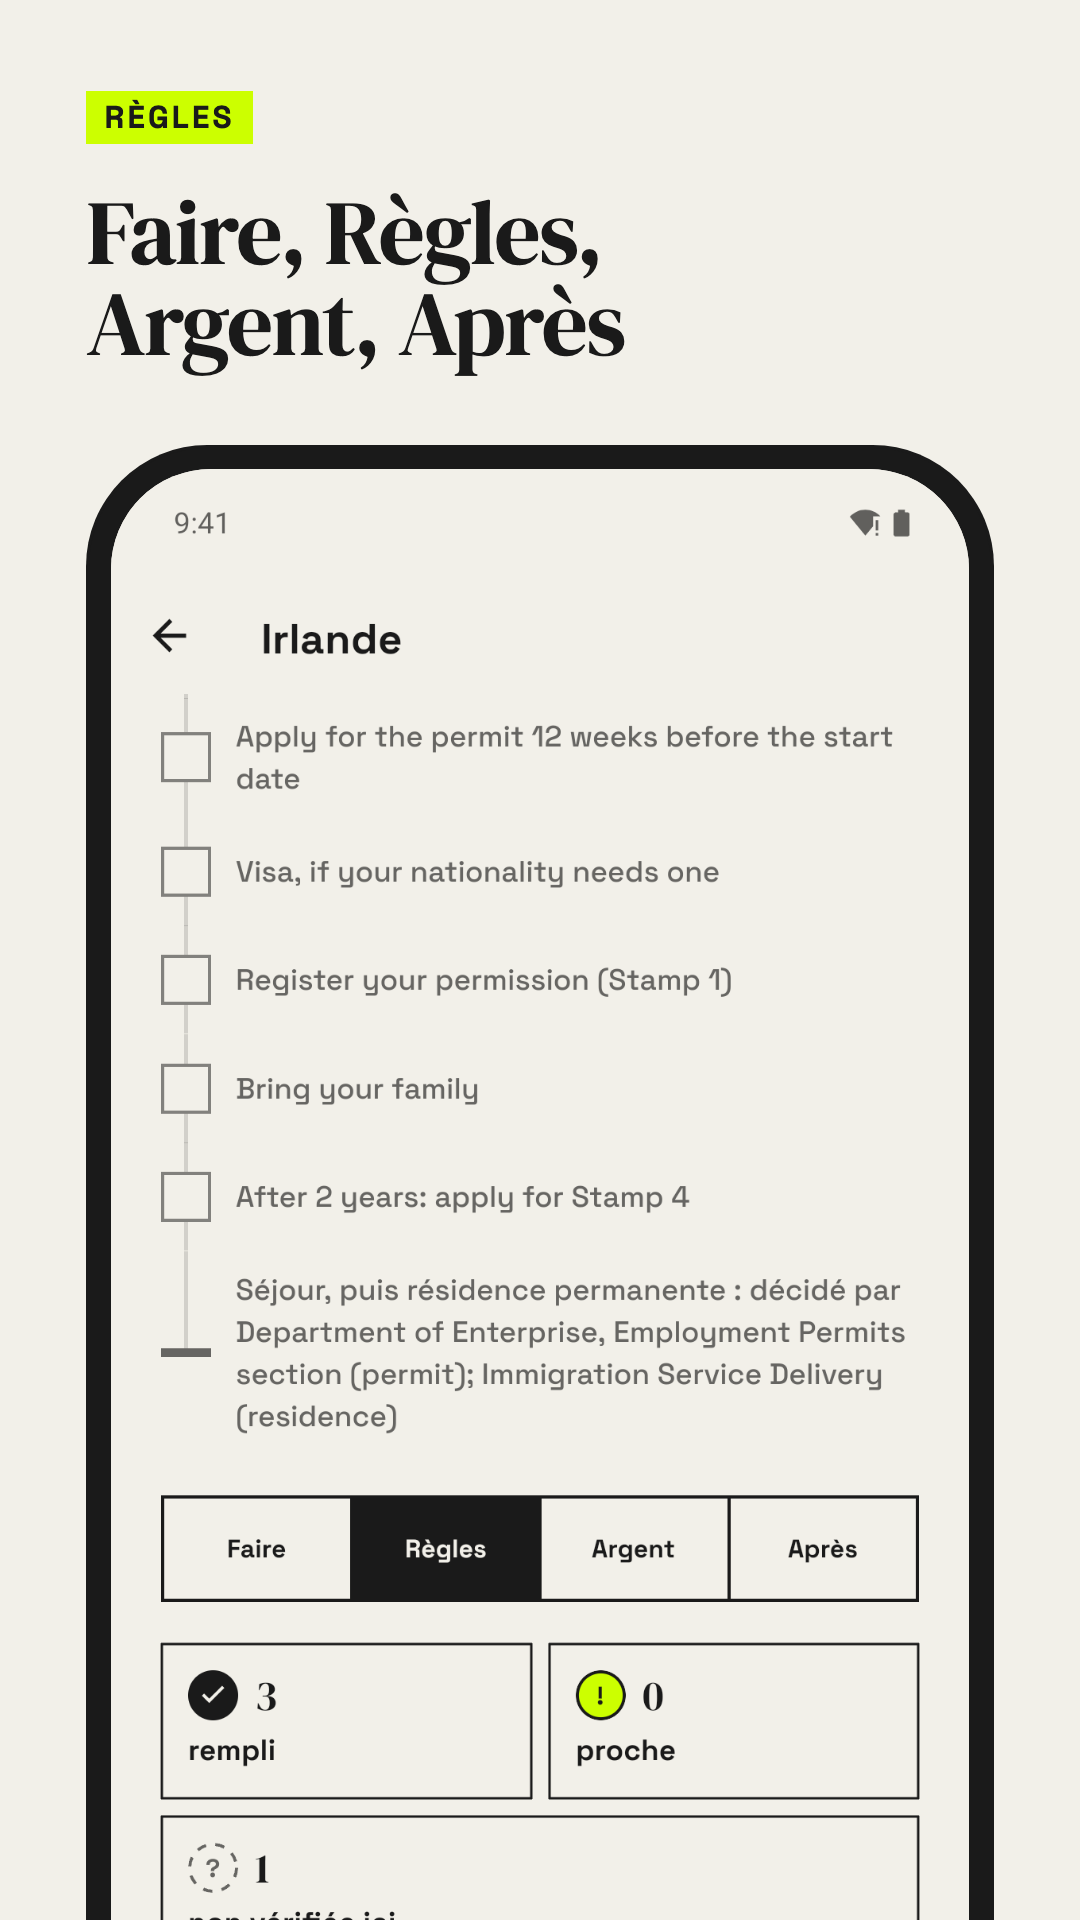 RÈGLES
Faire, Règles,
Argent, Après
9:41
Irlande
Apply for the permit 12 weeks before the start
date
Visa, if your nationality needs one
Register your permission (Stamp 1)
Bring your family
After 2 years: apply for Stamp 4
Séjour, puis résidence permanente : décidé par
Department of Enterprise, Employment Permits
section (permit); Immigration Service Delivery
(residence)
Faire
Règles
Argent
Après
3
rempli
! 0
proche
? 1
non vérifiée ici